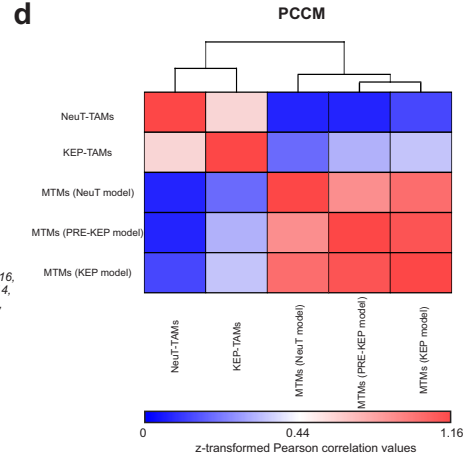 d
PCCM
NeuT-TAMs
KEP-TAMs
MTMs (NeuT model)
MTMs (PRE-KEP model)
MTMs (KEP model)
16,
4,
NeuT-TAMs
KEP-TAMs
MTMs (NeuT model)
MTMs (PRE-KEP model)
MTMs (KEP model)
0
0.44
1.16
z-transformed Pearson correlation values